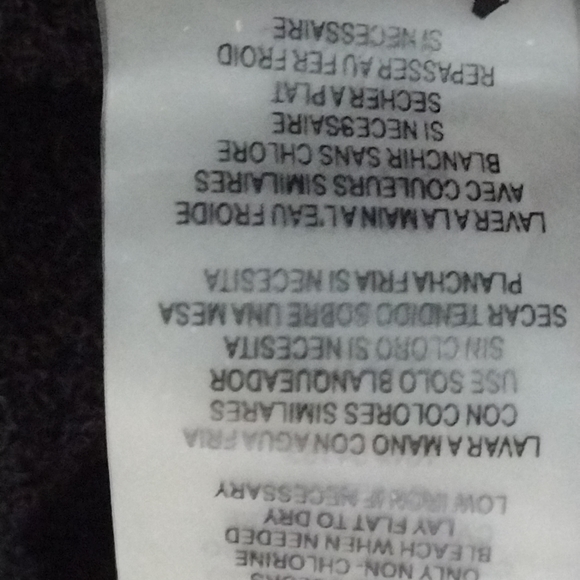 ONLY NON-CHLORINE
BLEACH WHEN NEEDED
LAY FLAT TO DRY
LOW IRON IF NECESSARY
LAVAR A MANO CON AGUA FRIA
CON COLORES SIMILARES
USE SOLO BLANQUEADOR
SIN CLORO SI NECESITA
SECAR TENDIDO SOBRE UNA MESA
PLANCHA FRIA SI NECESITA
LAVER A LA MAIN A L'EAU FROIDE
AVEC COULEURS SIMILAIRES
BLANCHIR SANS CHLORE
SI NECESSAIRE
SECHER A PLAT
REPASSER AU FER FROID
SI NECESSAIRE